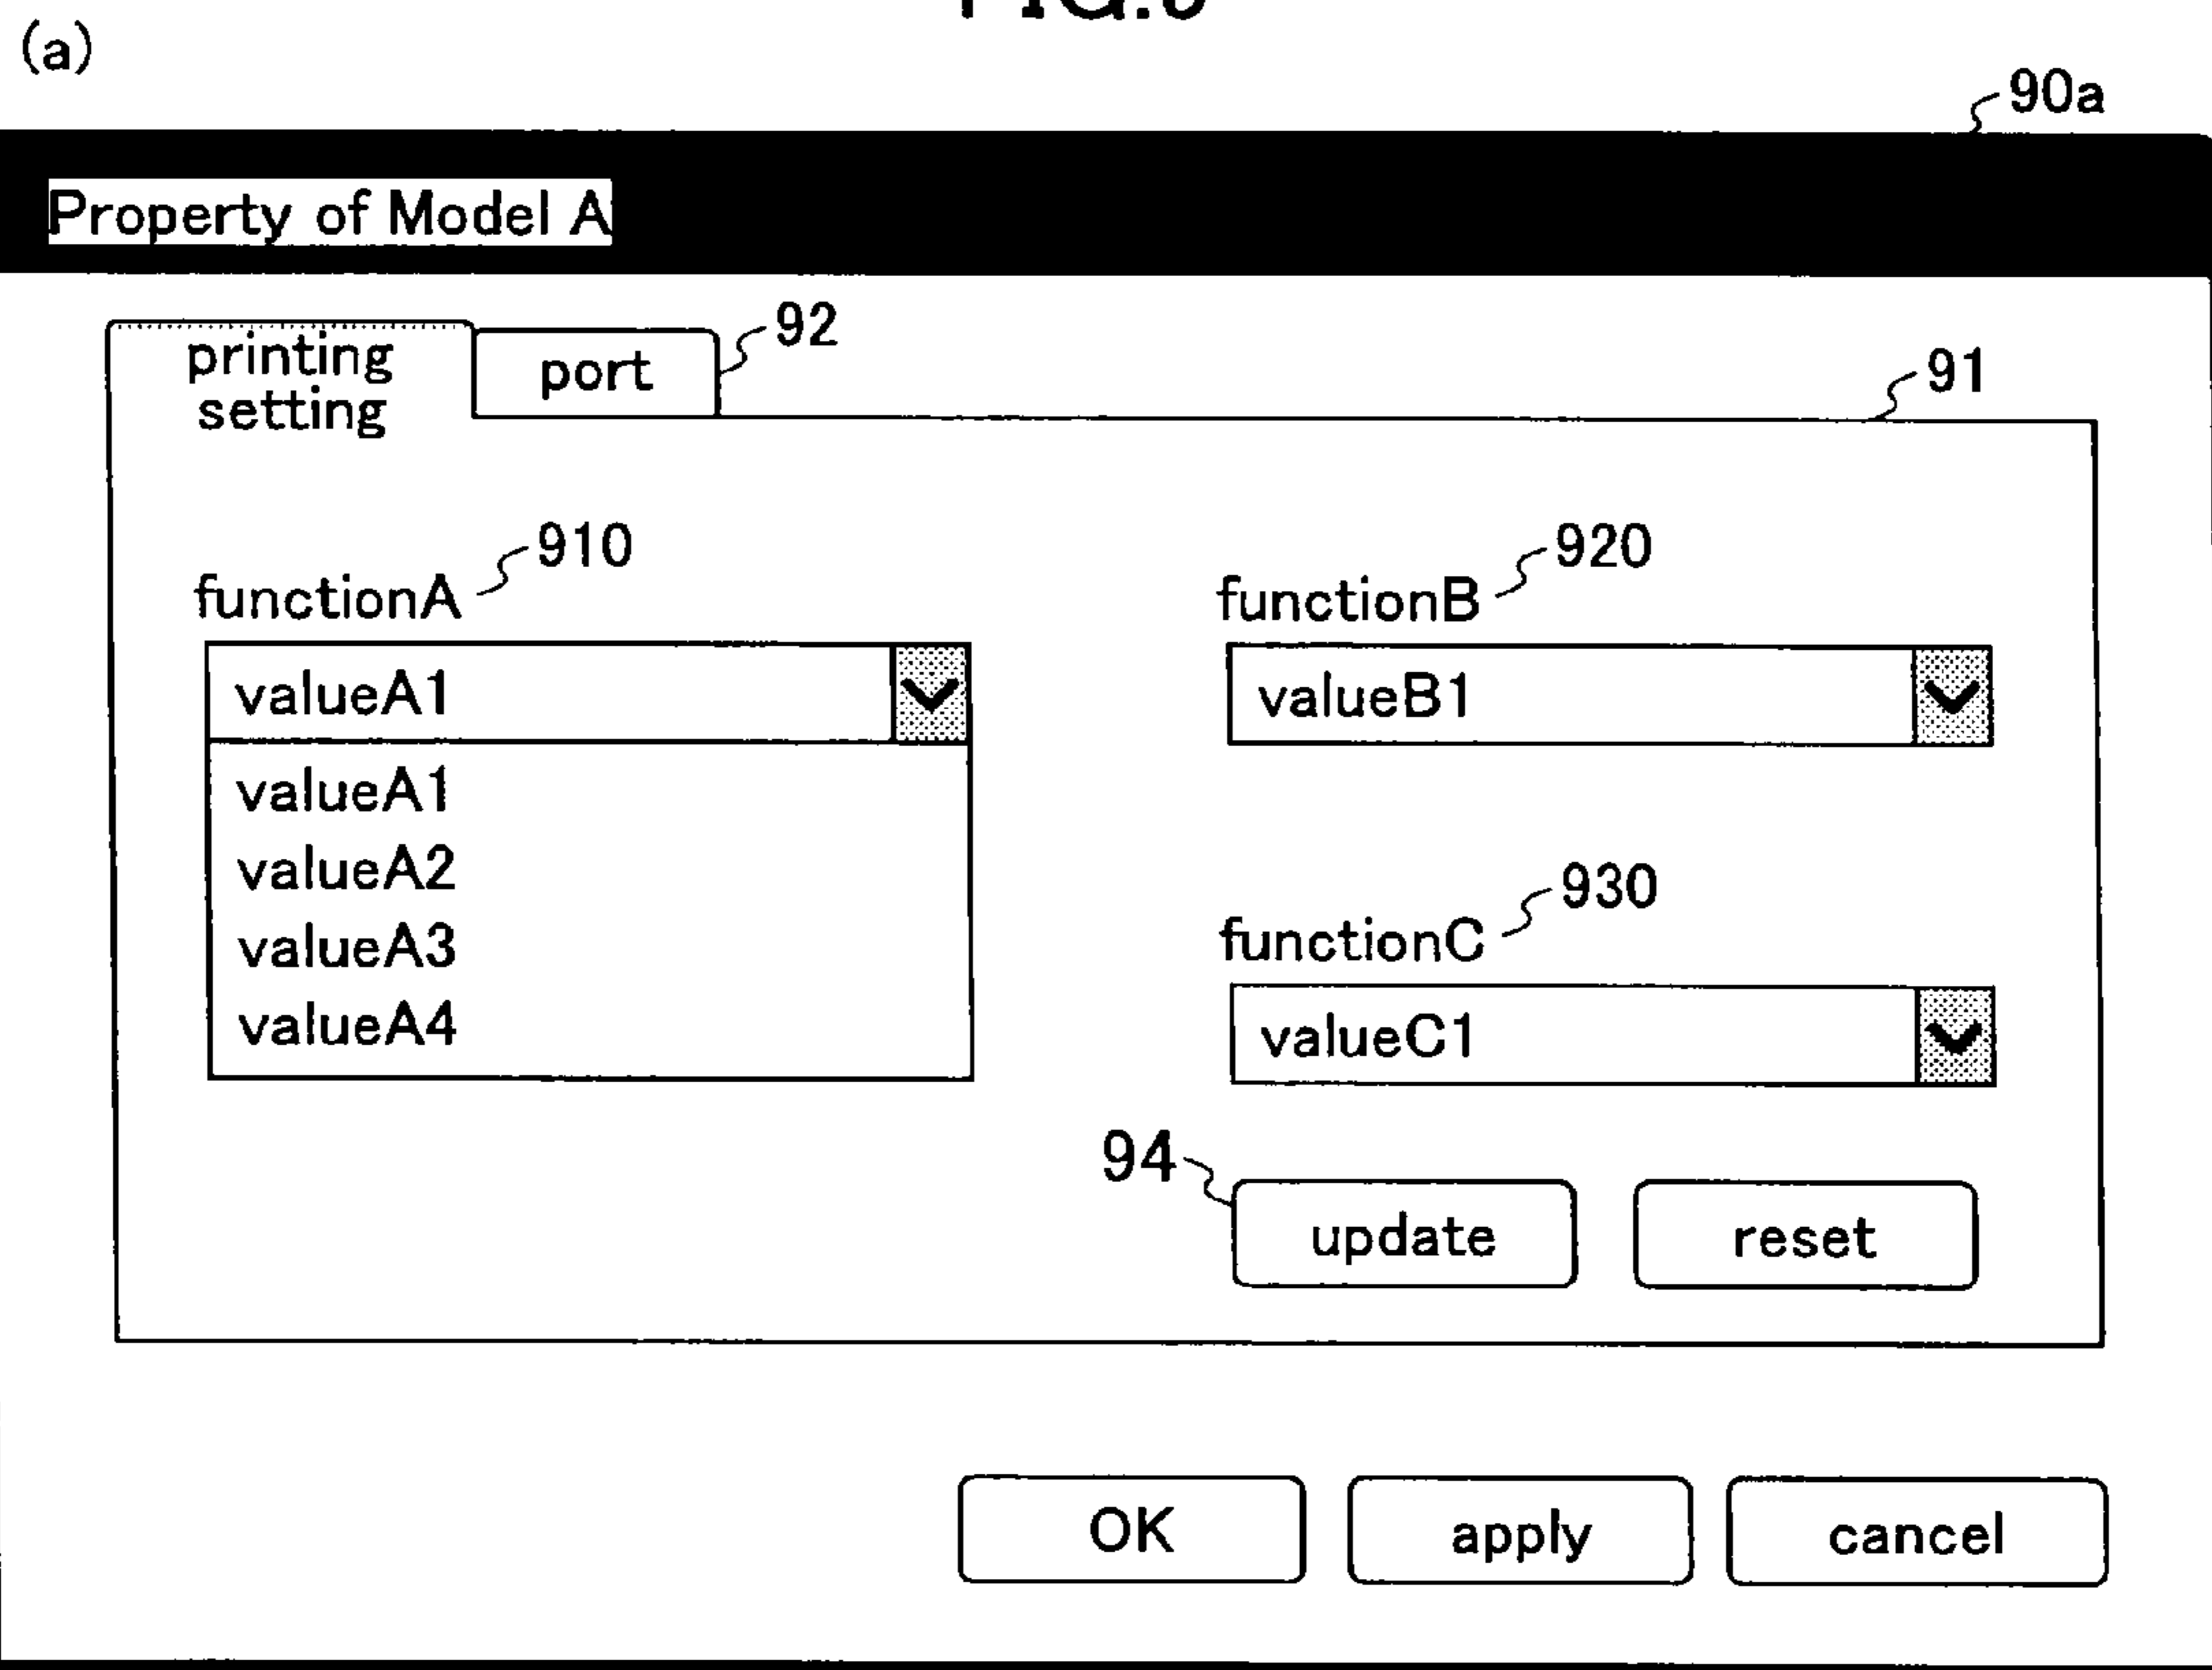 (a)
90a
Property of Model A
printing
setting
port
92
91
functionA
910
functionB
920
valueA1
valueB1
valueA1
valueA2
valueA3
valueA4
functionC
930
valueC1
94
update
reset
OK
apply
cancel